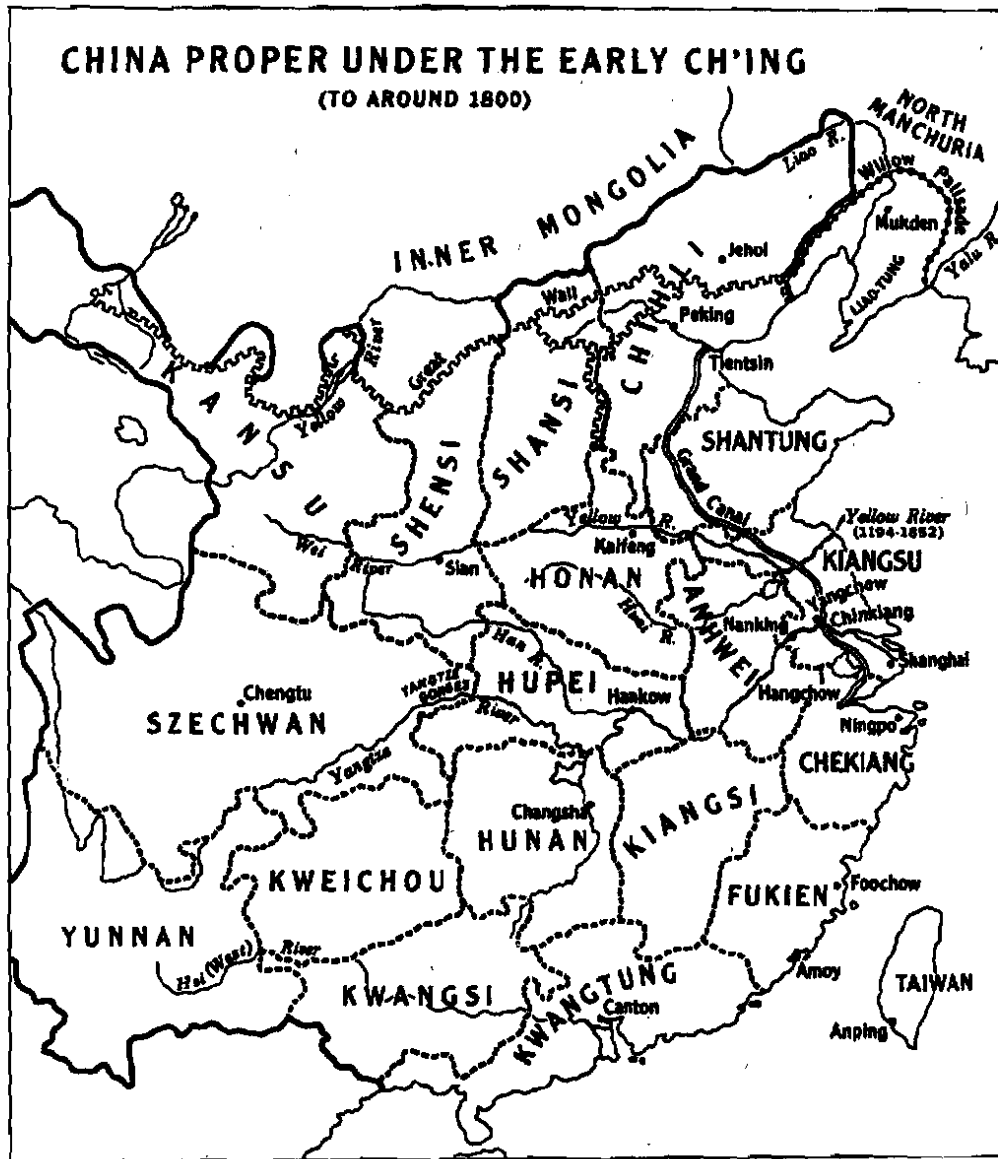 CHINA PROPER UNDER THE EARLY CH'ING
(TO AROUND 1800)
NORTH
MANCHURIA
Liao R.
Willow Palisade
Mukden
Yalu R.
LIAO-TUNG
INNER MONGOLIA
Jehol
Great Wall
Peking
Tientsin
CHIHLI
KANSU
Yellow River
SHENSI
SHANSI
SHANTUNG
Grand Canal
Yellow R.
Yellow River
(1194-1852)
Kaifeng
KIANGSU
Wei River
Sian
HONAN
Huai R.
ANHWEI
Yangchow
Nanking
Chinkiang
Shanghai
Han R.
HUPEI
YANGTZE
GORGES
Hankow
Hangchow
Ningpo
Chengtu
SZECHWAN
Yangtze River
CHEKIANG
Changsha
HUNAN
KIANGSI
KWEICHOU
FUKIEN
Foochow
YUNNAN
Hsi (West) River
KWANGSI
KWANGTUNG
Canton
Amoy
TAIWAN
Anping